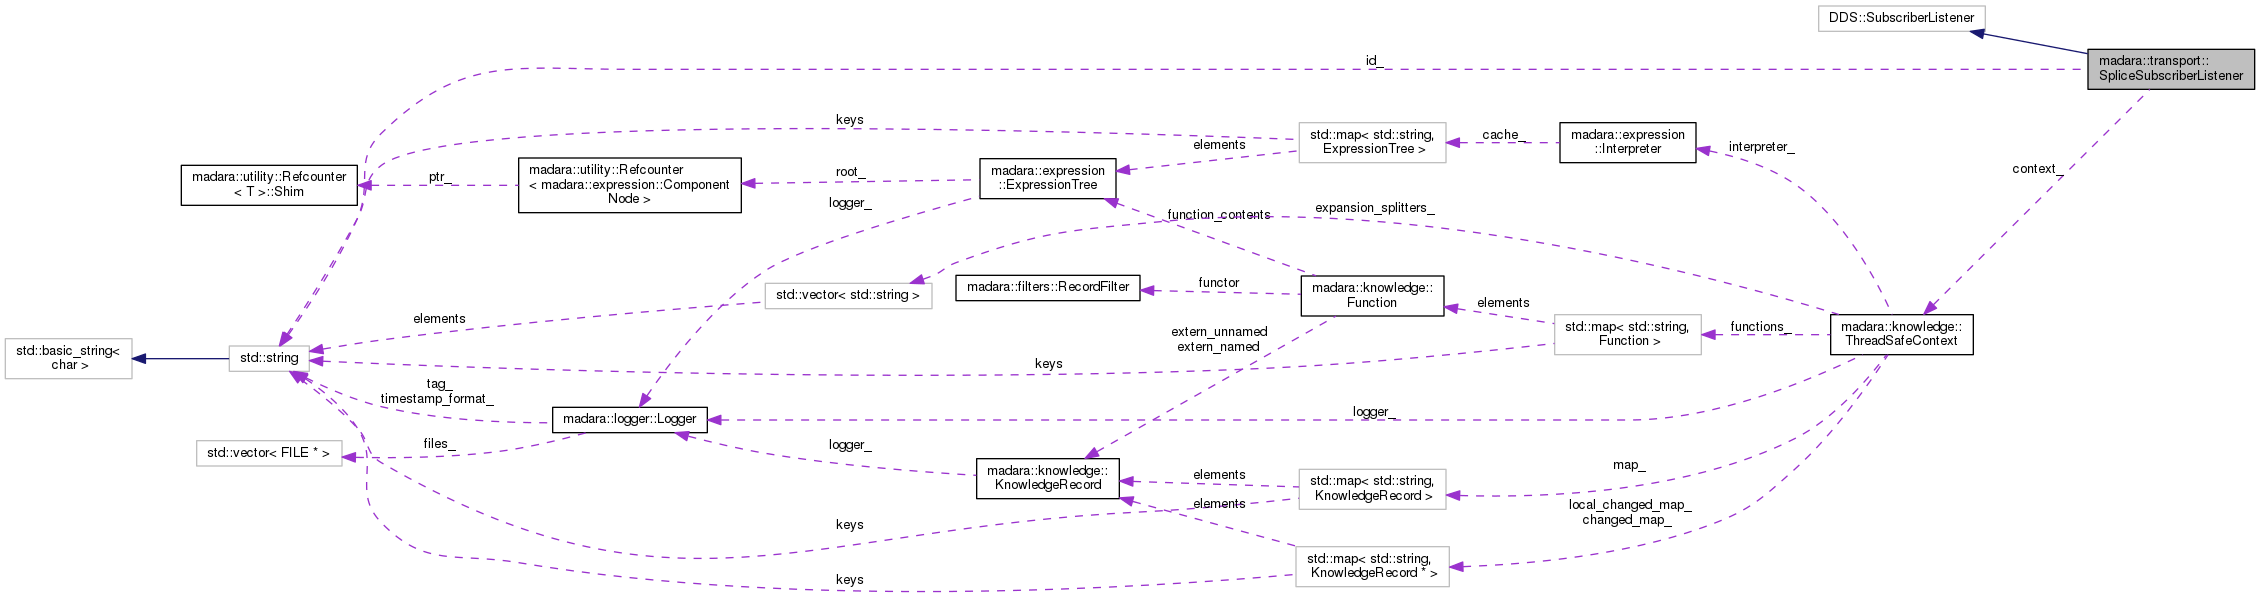 DDS::SubscriberListener
id_
madara::transport::
SpliceSubscriberListener
keys
std::map< std::string,
ExpressionTree >
cache_
madara::expression
::Interpreter
elements
interpreter_
context_
madara::utility::Refcounter
< T >::Shim
ptr_
madara::utility::Refcounter
< madara::expression::Component
Node >
root_
madara::expression
::ExpressionTree
logger_
function_contents
expansion_splitters_
std::vector< std::string >
madara::filters::RecordFilter
functor
madara::knowledge::
Function
elements
elements
std::map< std::string,
Function >
functions_
madara::knowledge::
ThreadSafeContext
extern_unnamed
extern_named
std::basic_string<
char >
std::string
keys
tag_
timestamp_format_
madara::logger::Logger
logger_
std::vector< FILE * >
files_
logger_
madara::knowledge::
KnowledgeRecord
elements
std::map< std::string,
KnowledgeRecord >
map_
elements
local_changed_map_
changed_map_
keys
std::map< std::string,
KnowledgeRecord * >
keys